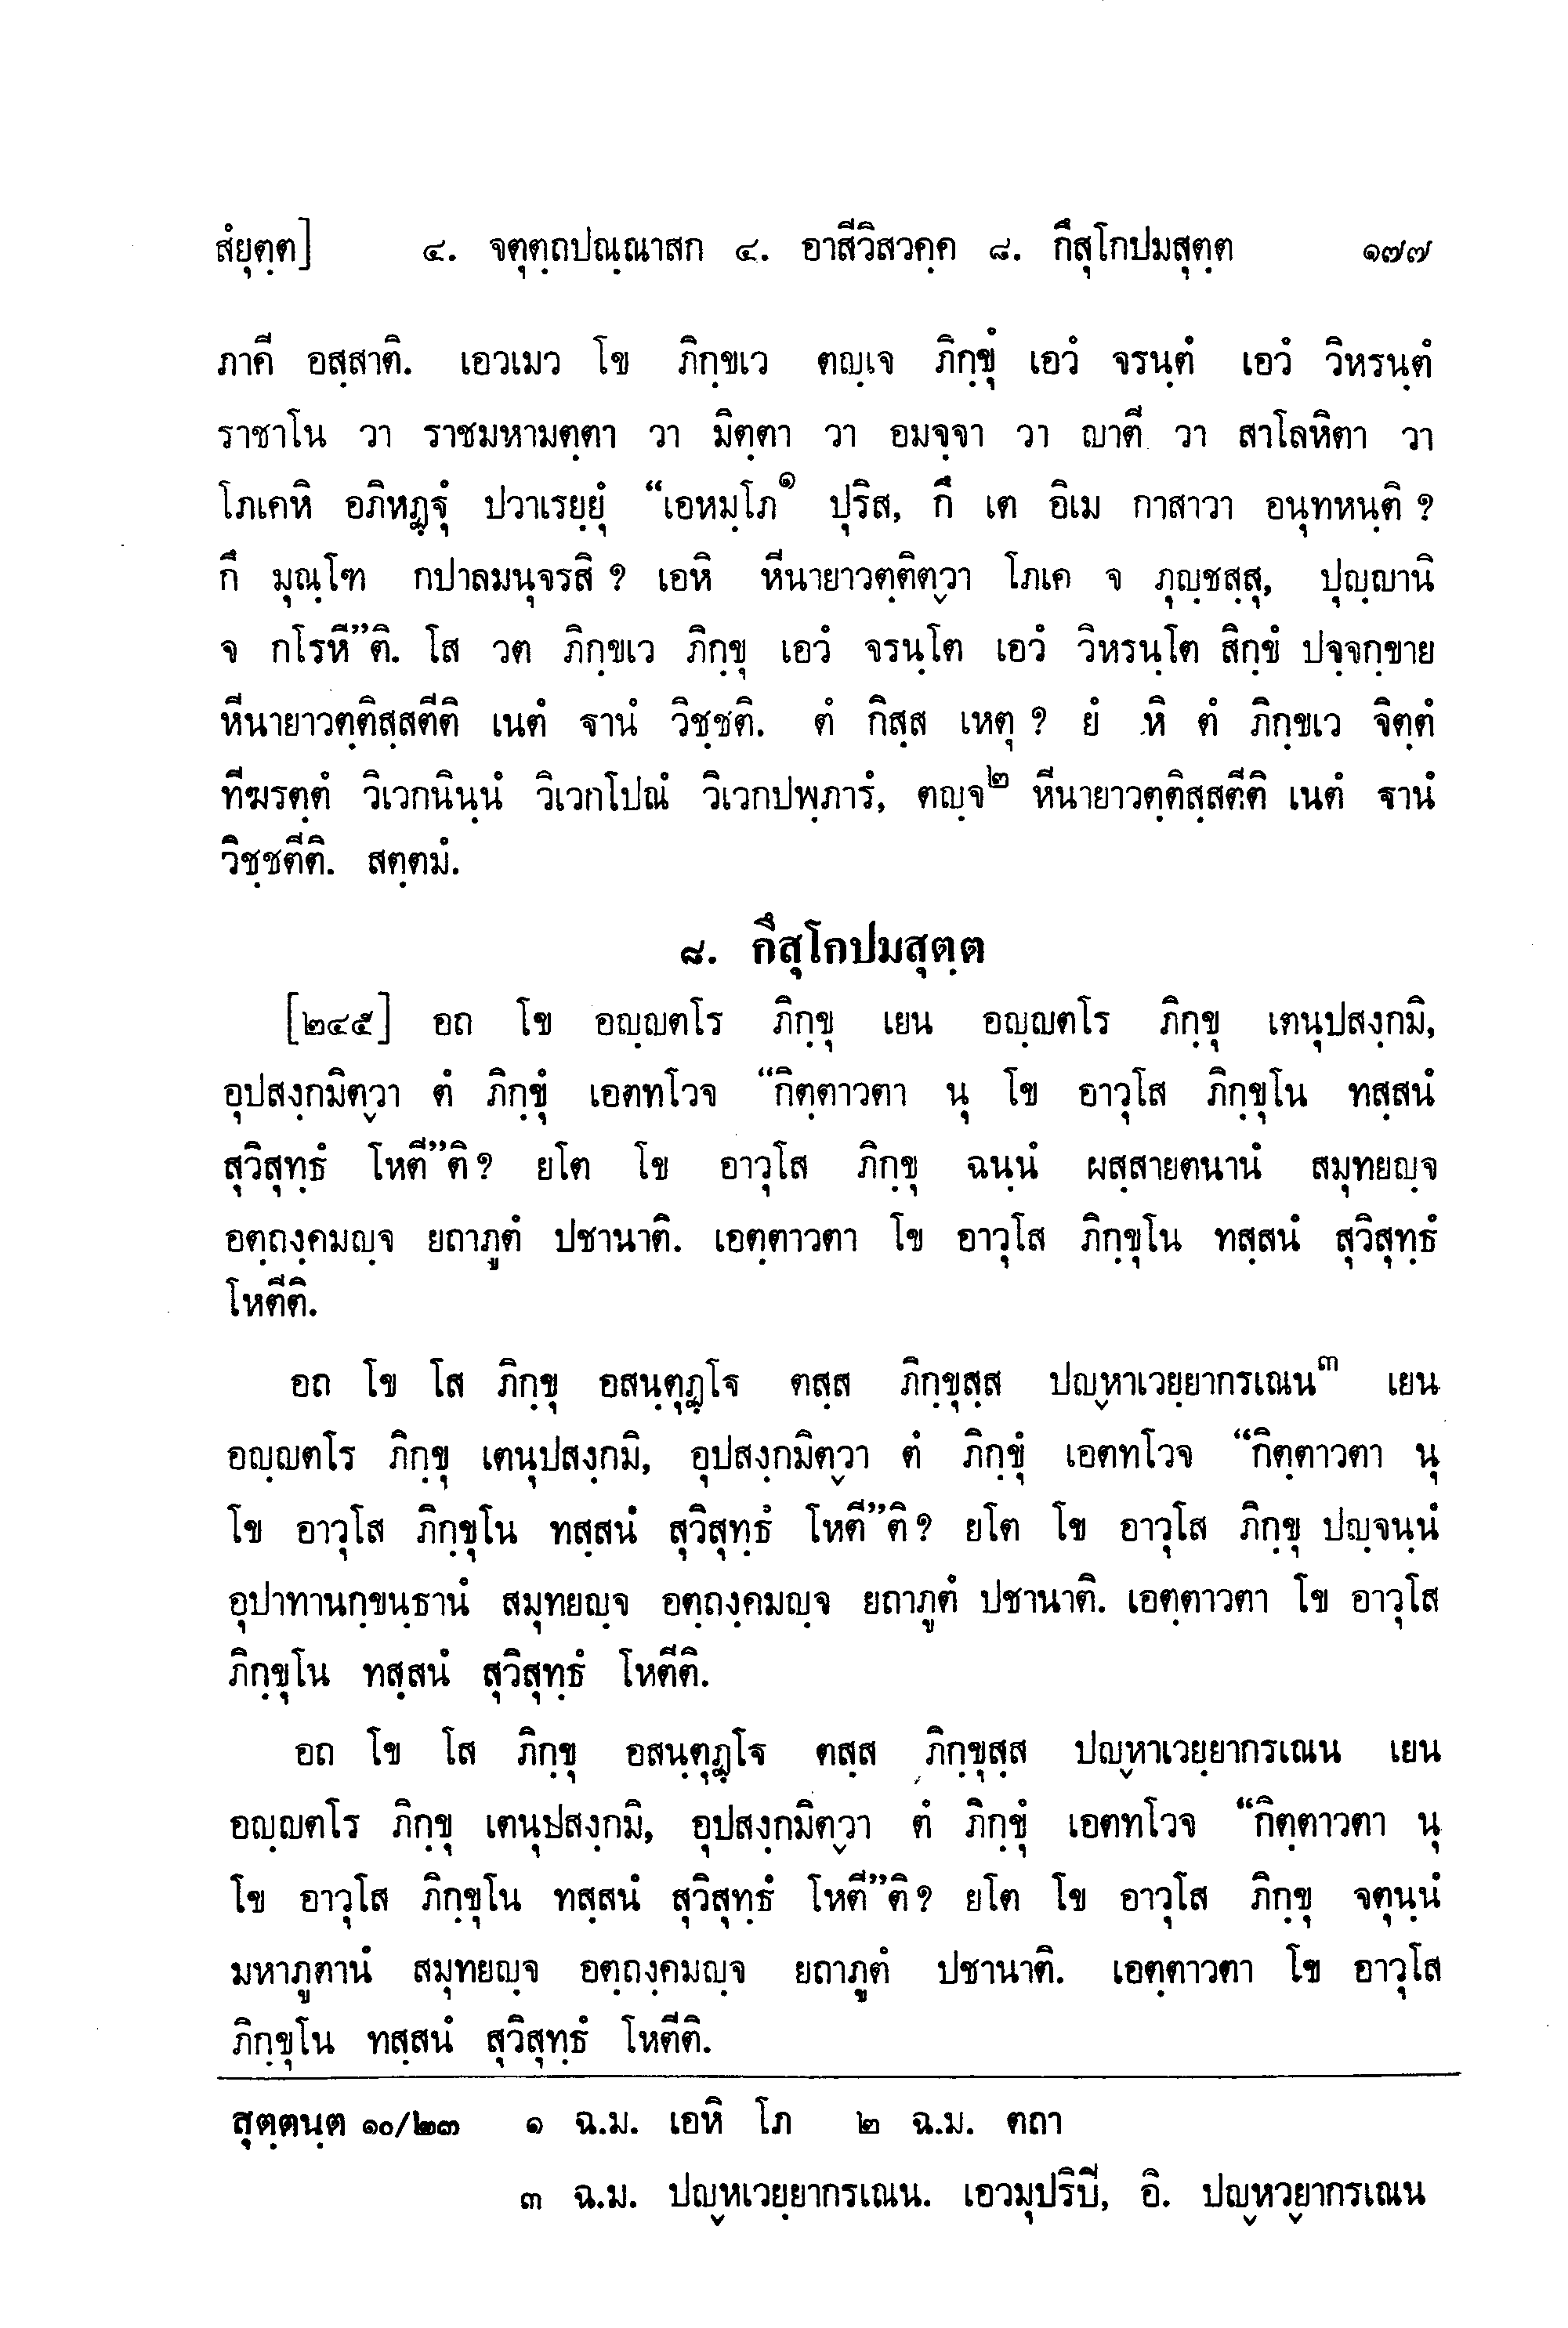 สํยุตฺต] ๔. จตุตฺถปณฺณาสก ๔. อาสีวิสวคฺค ๘. กึสุโกปมสุตฺต ๑๗๗
ภาคี อสฺสาติ. เอวเมว โข ภิกฺขเว ตญฺเจ ภิกฺขุํ เอวํ จรนฺตํ เอวํ วิหรนฺตํ
ราชาโน วา ราชมหามตฺตา วา มิตฺตา วา อมจฺจา วา ญาตี วา สาโลหิตา วา
โภเคหิ อภิหฏฺฐุํ ปวาเรยฺยุํ “เอหมฺโภ๑ ปุริส, กึ เต อิเม กาสาวา อนุทหนฺติ ?
กึ มุณฺโฑ กปาลมนุจรสิ ? เอหิ หีนายาวตฺติตฺวา โภเค จ ภุญฺชสฺสุ, ปุญฺญานิ
จ กโรหี”ติ. โส วต ภิกฺขเว ภิกฺขุ เอวํ จรนฺโต เอวํ วิหรนฺโต สิกฺขํ ปจฺจกฺขาย
หีนายาวตฺติสฺสตีติ เนตํ ฐานํ วิชฺชติ. ตํ กิสฺส เหตุ ? ยํ หิ ตํ ภิกฺขเว จิตฺตํ
ทีฆรตฺตํ วิเวกนินฺนํ วิเวกโปณํ วิเวกปพฺภารํ, ตญฺจ๒ หีนายาวตฺติสฺสตีติ เนตํ ฐานํ
วิชฺชตีติ. สตฺตมํ.
๘. กึสุโกปมสุตฺต
[๒๔๕] อถ โข อญฺญตโร ภิกฺขุ เยน อญฺญตโร ภิกฺขุ เตนุปสงฺกมิ,
อุปสงฺกมิตฺวา ตํ ภิกฺขุํ เอตทโวจ “กิตฺตาวตา นุ โข อาวุโส ภิกฺขุโน ทสฺสนํ
สุวิสุทฺธํ โหตี”ติ ? ยโต โข อาวุโส ภิกฺขุ ฉนฺนํ ผสฺสายตนานํ สมุทยญฺจ
อตฺถงฺคมญฺจ ยถาภูตํ ปชานาติ. เอตฺตาวตา โข อาวุโส ภิกฺขุโน ทสฺสนํ สุวิสุทฺธํ
โหตีติ.
อถ โข โส ภิกฺขุ อสนฺตุฏฺโฐ ตสฺส ภิกฺขุสฺส ปญฺหาเวยฺยากรเณน๓ เยน
อญฺญตโร ภิกฺขุ เตนุปสงฺกมิ, อุปสงฺกมิตฺวา ตํ ภิกฺขุํ เอตทโวจ “กิตฺตาวตา นุ
โข อาวุโส ภิกฺขุโน ทสฺสนํ สุวิสุทฺธํ โหตี”ติ ? ยโต โข อาวุโส ภิกฺขุ ปญฺจนฺนํ
อุปาทานกฺขนฺธานํ สมุทยญฺจ อตฺถงฺคมญฺจ ยถาภูตํ ปชานาติ. เอตฺตาวตา โข อาวุโส
ภิกฺขุโน ทสฺสนํ สุวิสุทฺธํ โหตีติ.
อถ โข โส ภิกฺขุ อสนฺตุฏฺโฐ ตสฺส ภิกฺขุสฺส ปญฺหาเวยฺยากรเณน เยน
อญฺญตโร ภิกฺขุ เตนุปสงฺกมิ, อุปสงฺกมิตฺวา ตํ ภิกฺขุํ เอตทโวจ “กิตฺตาวตา นุ
โข อาวุโส ภิกฺขุโน ทสฺสนํ สุวิสุทฺธํ โหตี”ติ ? ยโต โข อาวุโส ภิกฺขุ จตุนฺนํ
มหาภูตานํ สมุทยญฺจ อตฺถงฺคมญฺจ ยถาภูตํ ปชานาติ. เอตฺตาวตา โข อาวุโส
ภิกฺขุโน ทสฺสนํ สุวิสุทฺธํ โหตีติ.
สุตฺตนฺต ๑๐/๒๓ ๑ ฉ.ม. เอหิ โภ ๒ ฉ.ม. ตถา
๓ ฉ.ม. ปญฺหเวยฺยากรเณน. เอวมุปริปี, อิ. ปญฺหวฺยากรเณน